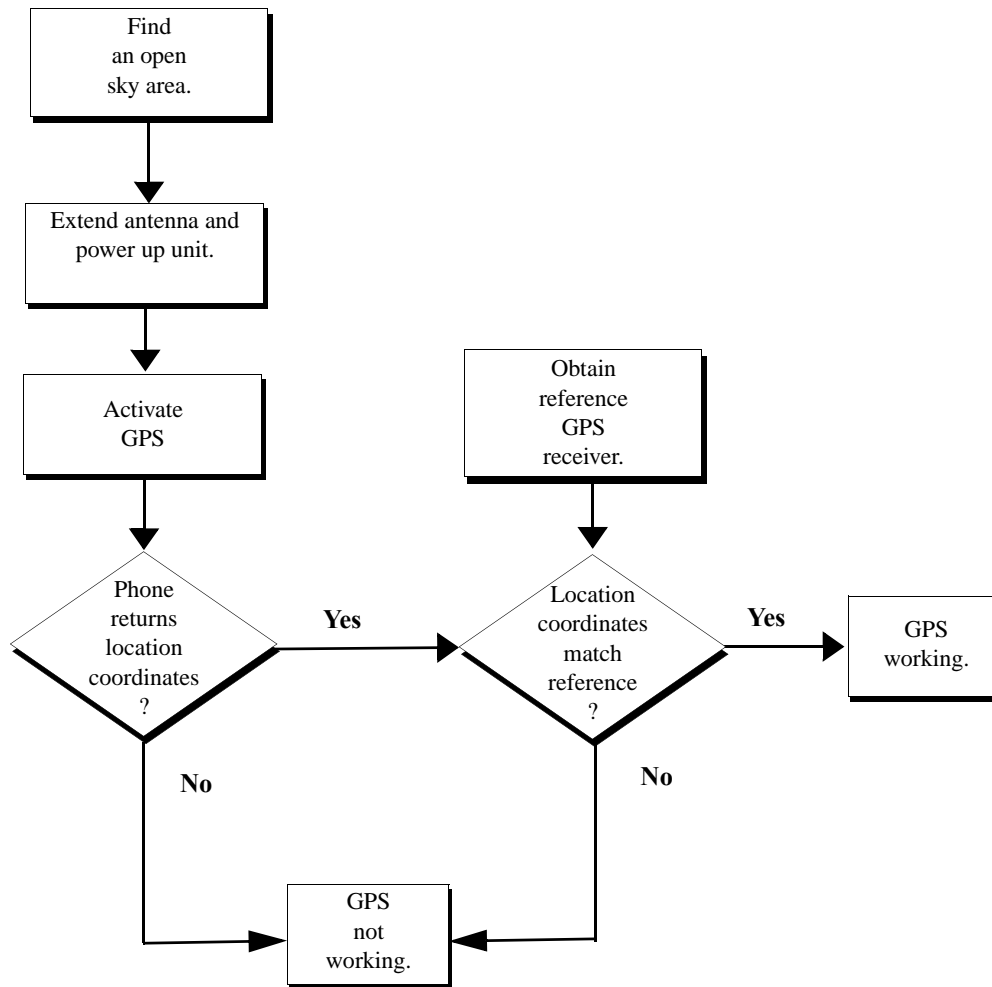 Find
an open
sky area.
Extend antenna and
power up unit.
Activate
GPS
Obtain
reference
GPS
receiver.
Phone
returns
location
coordinates
?
Yes
Location
coordinates
match
reference
?
Yes
GPS
working.
No
No
GPS
not
working.